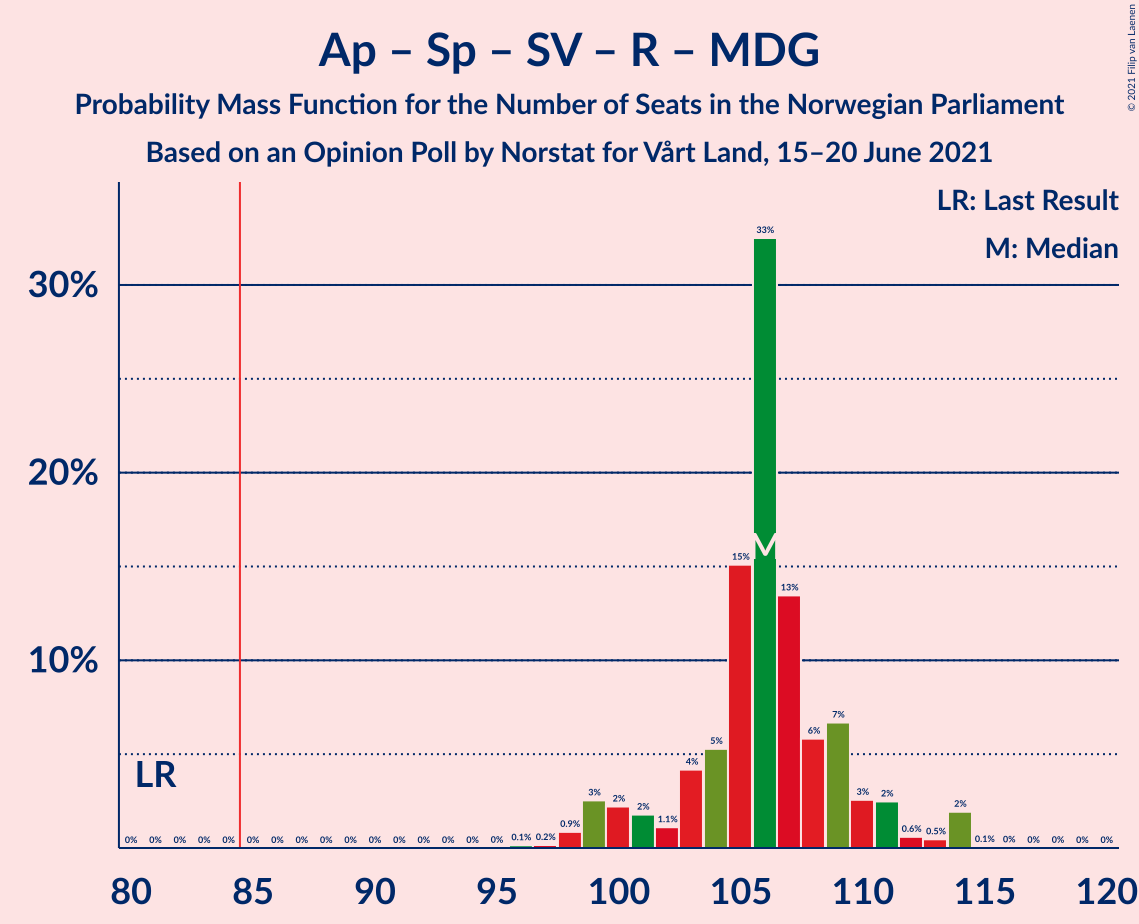 Ap – Sp – SV – R – MDG
Probability Mass Function for the Number of Seats in the Norwegian Parliament
Based on an Opinion Poll by Norstat for Vårt Land, 15–20 June 2021
© 2021 Filip van Laenen
LR: Last Result
M: Median
30%
20%
10%
33%
M
15%
13%
7%
6%
5%
4%
LR
0% 0% 0% 0% 0% 0% 0% 0% 0% 0% 0% 0% 0% 0% 0% 0% 0.1% 0.2% 0.9% 3% 2% 2% 1.1% 3% 2% 0.6% 0.5% 2% 0.1% 0% 0% 0% 0% 0%
80 85 90 95 100 105 110 115 120